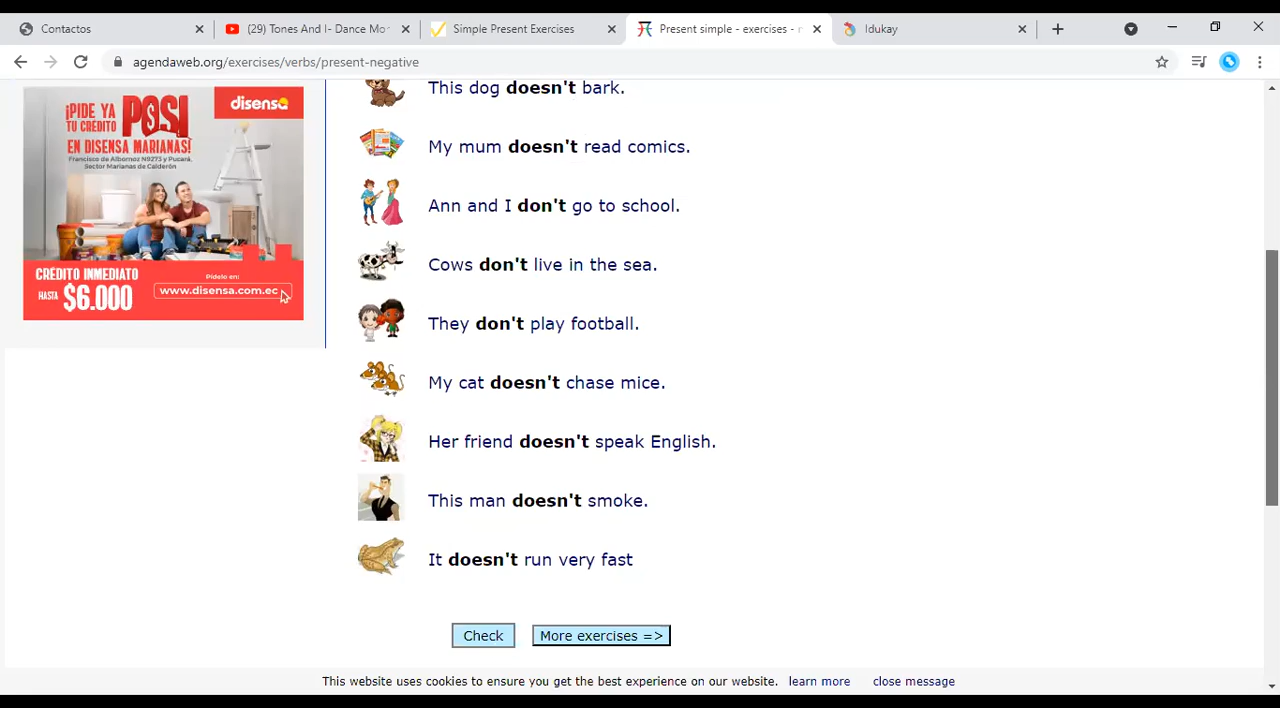 Contactos
(29) Tones And I- Dance Mo
Simple Present Exercises
Present simple - exercises -
Idukay
agendaweb.org/exercises/verbs/present-negative
¡PIDE YA
TU CRÉDITO
POSI
disensa
EN DISENSA MARIANAS!
Francisco de Albornoz N9273 y Pucará,
Sector Marianas de Calderón
CRÉDITO INMEDIATO
HASTA $6.000
Pídelo en:
www.disensa.com.ec
This dog doesn't bark.
My mum doesn't read comics.
Ann and I don't go to school.
Cows don't live in the sea.
They don't play football.
My cat doesn't chase mice.
Her friend doesn't speak English.
This man doesn't smoke.
It doesn't run very fast
Check
More exercises =>
This website uses cookies to ensure you get the best experience on our website. learn more close message